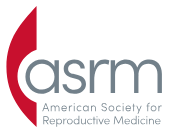 asrm
American Society for
Reproductive Medicine